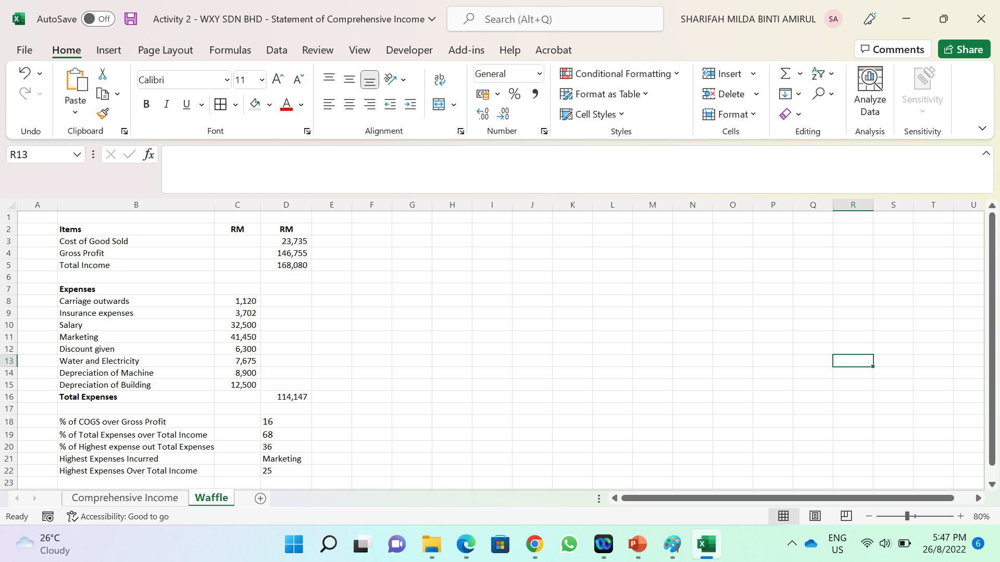 AutoSave Off Activity 2 - WXY SDN BHD - Statement of Comprehensive Income Search (Alt+Q) SHARIFAH MILDA BINTI AMIRUL SA
File Home Insert Page Layout Formulas Data Review View Developer Add-ins Help Acrobat Comments Share
Calibri 11 General Conditional Formatting Insert
Paste Format as Table Delete Analyze Data Sensitivity
Cell Styles Format
Undo Clipboard Font Alignment Number Styles Cells Editing Analysis Sensitivity
R13 fx
A B C D E F G H I J K L M N O P Q R S T U
1
2 Items RM RM
3 Cost of Good Sold 23,735
4 Gross Profit 146,755
5 Total Income 168,080
6
7 Expenses
8 Carriage outwards 1,120
9 Insurance expenses 3,702
10 Salary 32,500
11 Marketing 41,450
12 Discount given 6,300
13 Water and Electricity 7,675
14 Depreciation of Machine 8,900
15 Depreciation of Building 12,500
16 Total Expenses 114,147
17
18 % of COGS over Gross Profit 16
19 % of Total Expenses over Total Income 68
20 % of Highest expense out Total Expenses 36
21 Highest Expenses Incurred Marketing
22 Highest Expenses Over Total Income 25
23
Comprehensive Income Waffle
Ready Accessibility: Good to go 80%
26°C
Cloudy
ENG
US
5:47 PM
26/8/2022
6